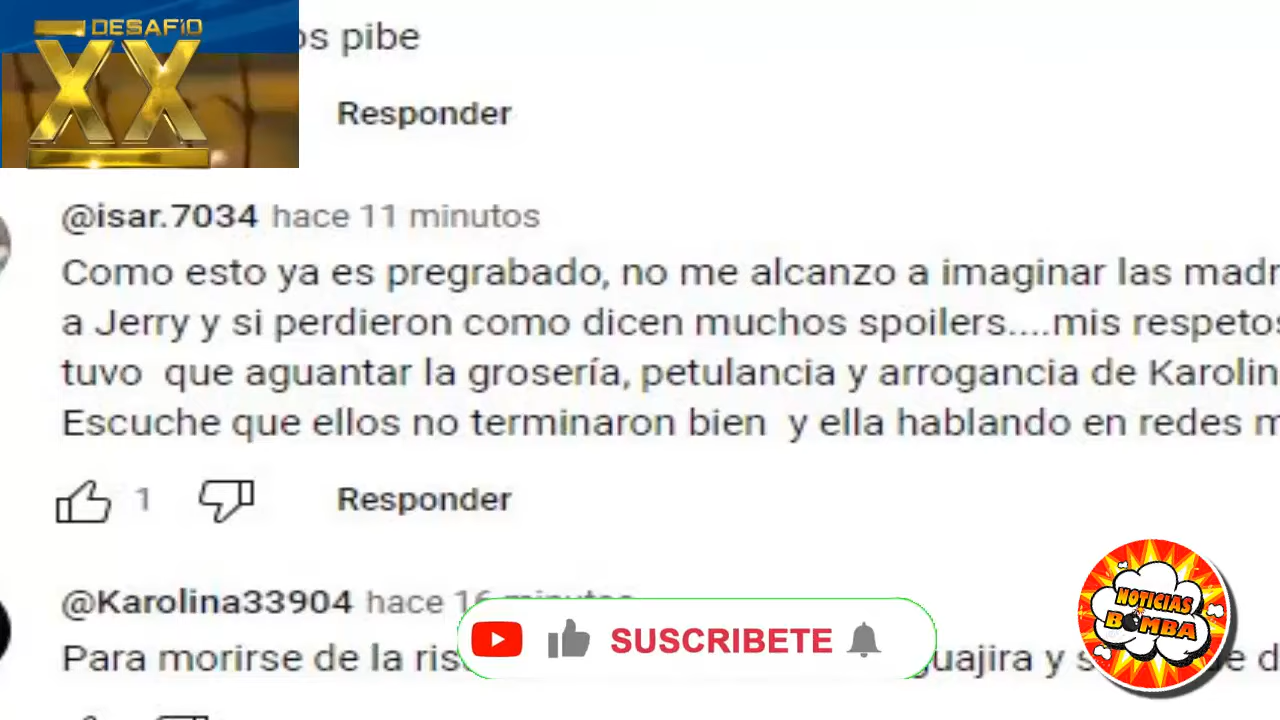 DESAFÍO
XX
os pibe
Responder
@isar.7034 hace 11 minutos
Como esto ya es pregrabado, no me alcanzo a imaginar las madr
a Jerry y si perdieron como dicen muchos spoilers....mis respetos
tuvo que aguantar la grosería, petulancia y arrogancia de Karolin
Escuche que ellos no terminaron bien y ella hablando en redes m
1
Responder
@Karolina33904 hace 16 minutos
Para morirse de la ris guajira y s e d
SUSCRIBETE
NOTICIAS
BOMBA